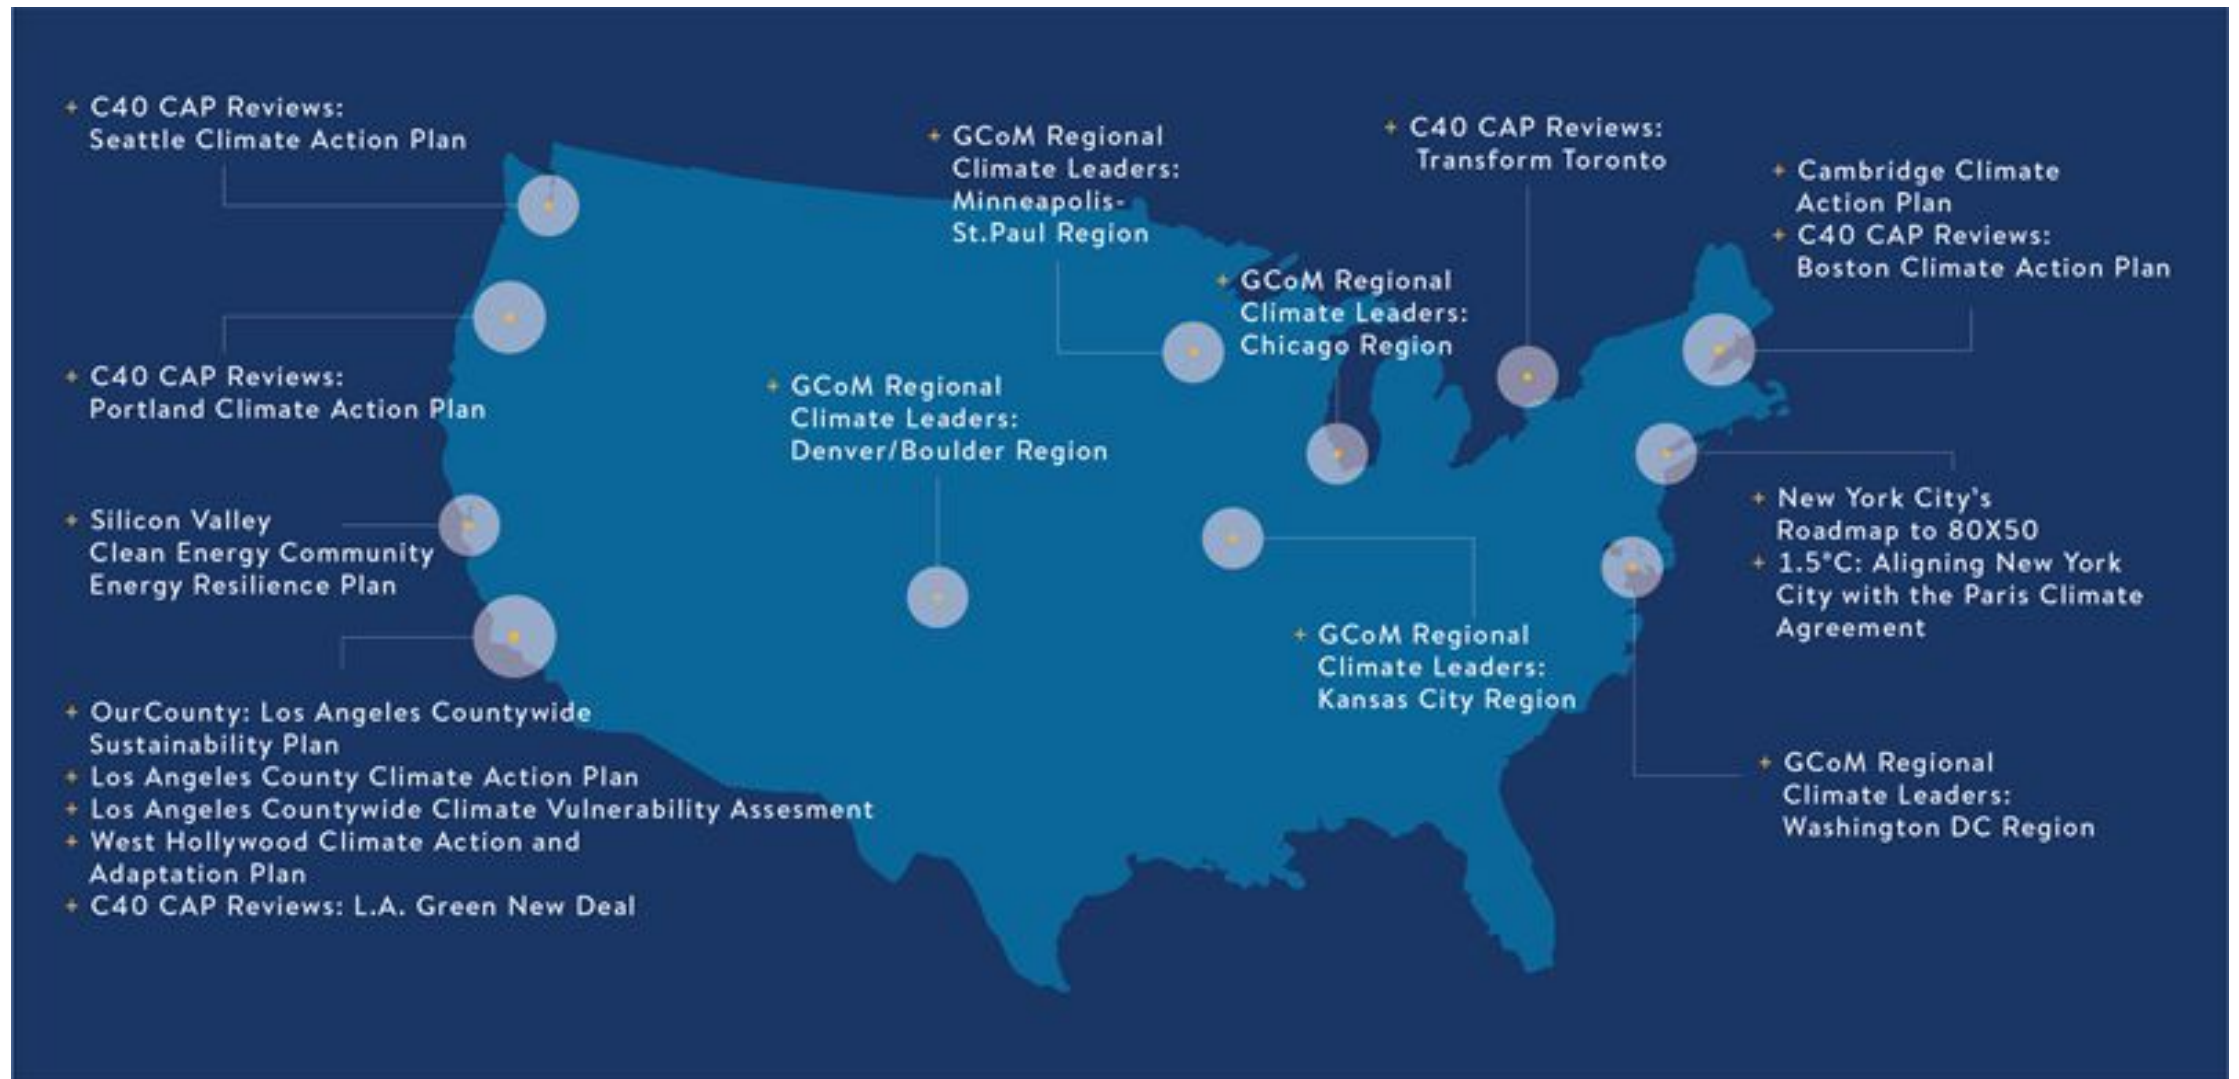 + C40 CAP Reviews:
Seattle Climate Action Plan
+ GCoM Regional
Climate Leaders:
Minneapolis-
St.Paul Region
+ C40 CAP Reviews:
Transform Toronto
+ Cambridge Climate
Action Plan
+ C40 CAP Reviews:
Boston Climate Action Plan
+ GCoM Regional
Climate Leaders:
Chicago Region
+ C40 CAP Reviews:
Portland Climate Action Plan
+ GCoM Regional
Climate Leaders:
Denver/Boulder Region
+ Silicon Valley
Clean Energy Community
Energy Resilience Plan
+ New York City's
Roadmap to 80X50
+ 1.5°C: Aligning New York
City with the Paris Climate
Agreement
+ GCoM Regional
Climate Leaders:
Kansas City Region
+ OurCounty: Los Angeles Countywide
Sustainability Plan
+ Los Angeles County Climate Action Plan
+ Los Angeles Countywide Climate Vulnerability Assesment
+ West Hollywood Climate Action and
Adaptation Plan
+ C40 CAP Reviews: L.A. Green New Deal
+ GCoM Regional
Climate Leaders:
Washington DC Region